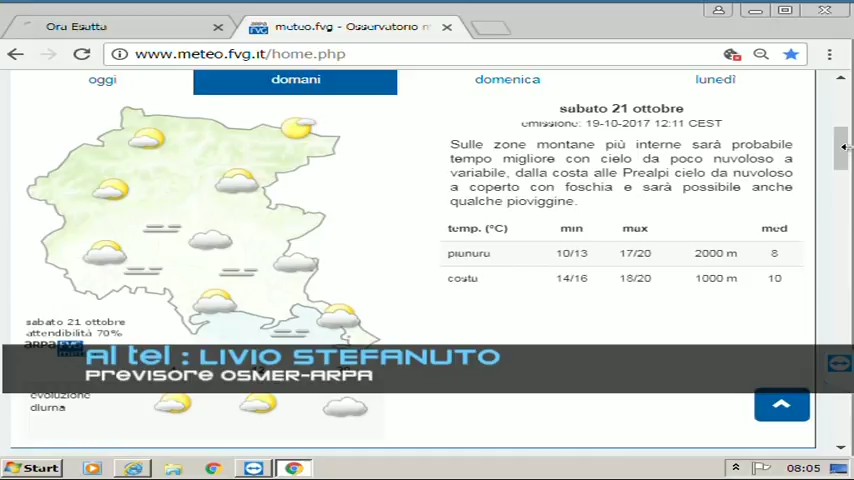 Ora Esatta
meteo.fvg - Osservatorio m
www.meteo.fvg.it/home.php
oggi
domani
domenica
lunedì
sabato 21 ottobre
emissione: 19-10-2017 12:11 CEST
Sulle zone montane più interne sarà probabile
tempo migliore con cielo da poco nuvoloso a
variabile, dalla costa alle Prealpi cielo da nuvoloso
a coperto con foschia e sarà possibile anche
qualche pioviggine.
temp. (°C) min max med
pianura 10/13 17/20 2000 m 8
costa 14/16 18/20 1000 m 10
sabato 21 ottobre
attendibilità 70%
ARPA FVG
Al tel : LIVIO STEFANUTO
Previsore OSMER-ARPA
evoluzione
diurna
Start
08:05